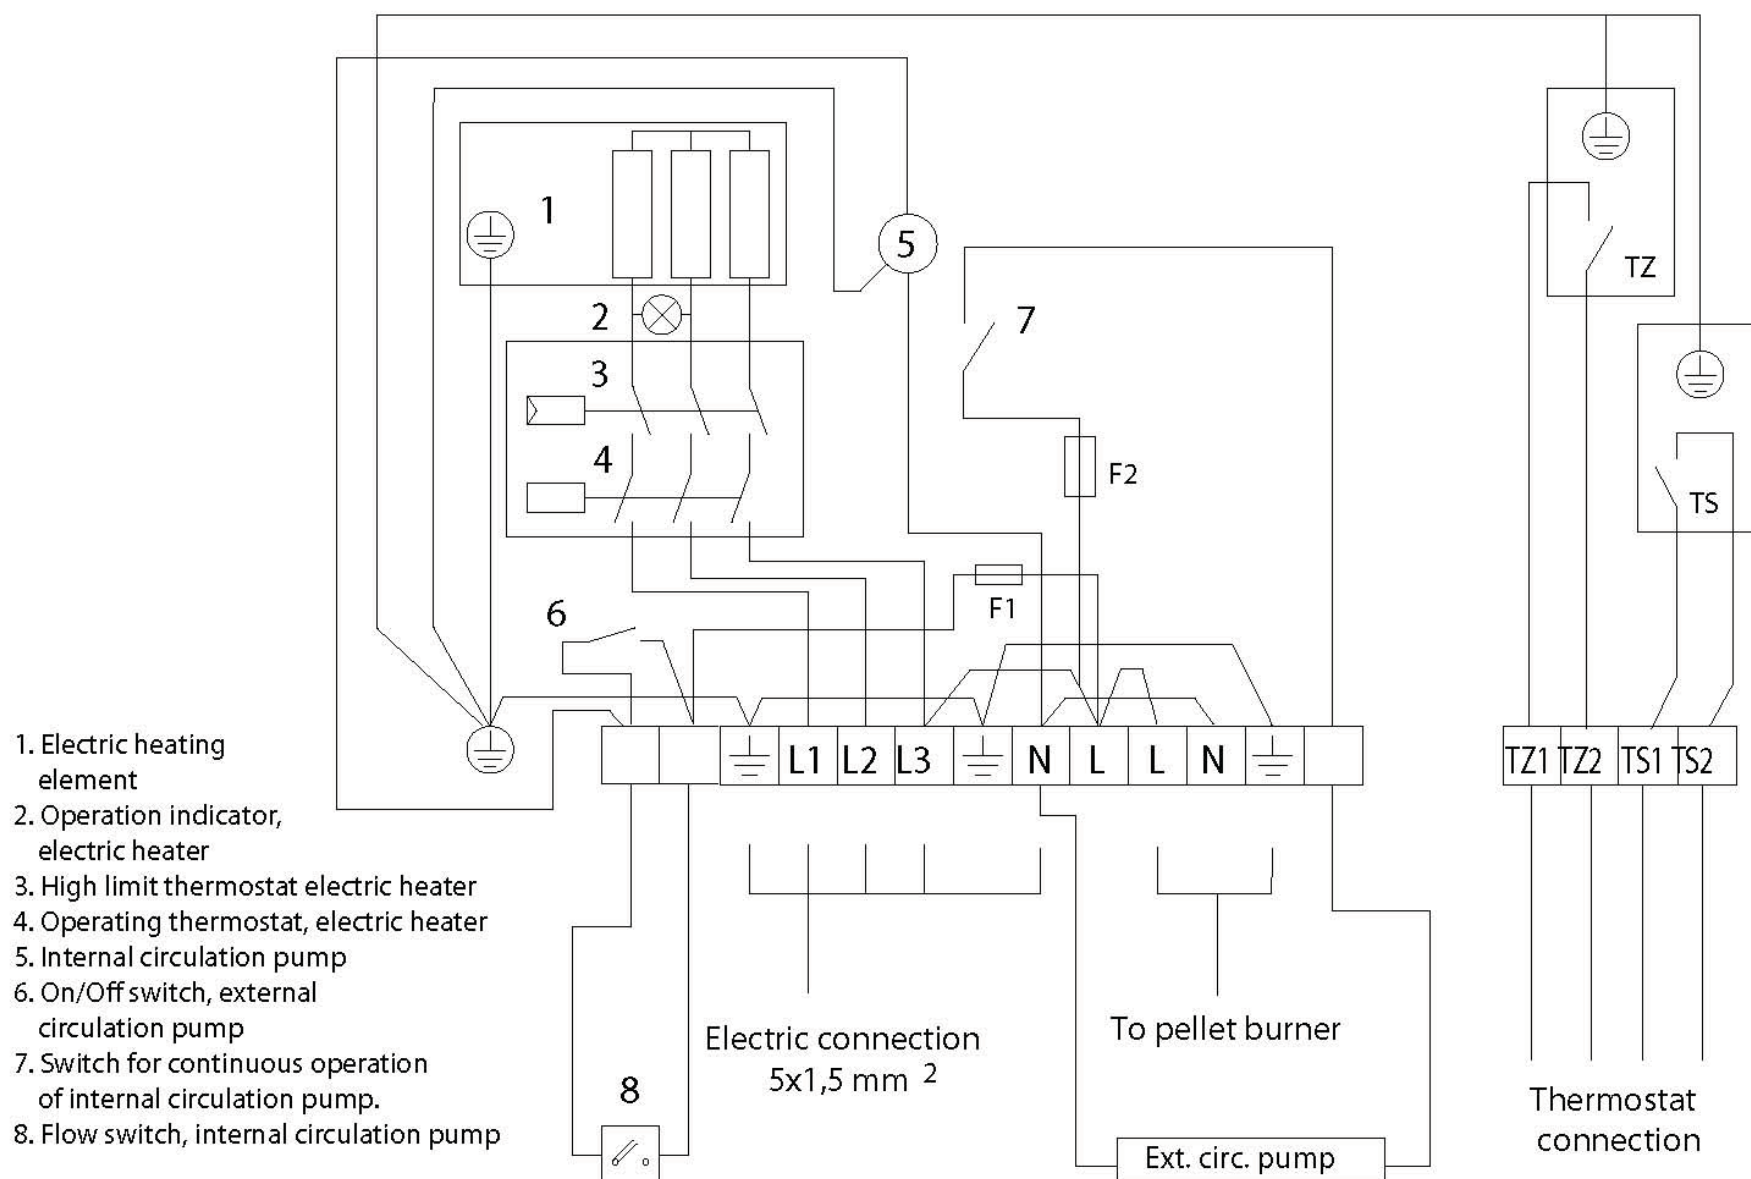 1
2
3
4
5
6
7
8
F1
F2
TZ
TS
L1 L2 L3 N L L N
TZ1 TZ2 TS1 TS2
1. Electric heating
element
2. Operation indicator,
electric heater
3. High limit thermostat electric heater
4. Operating thermostat, electric heater
5. Internal circulation pump
6. On/Off switch, external
circulation pump
7. Switch for continuous operation
of internal circulation pump.
8. Flow switch, internal circulation pump
Electric connection
5x1,5 mm 2
To pellet burner
Ext. circ. pump
Thermostat
connection